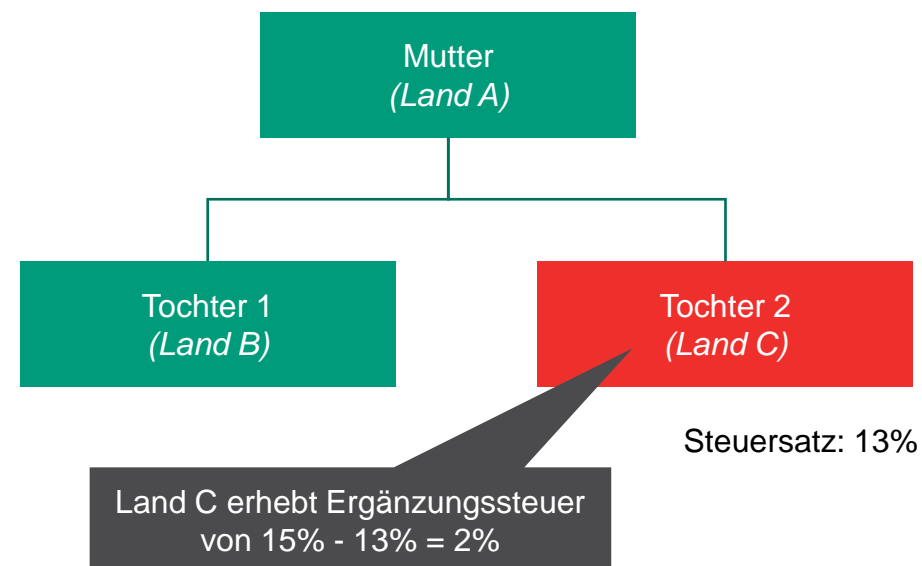 Mutter
(Land A)
Tochter 1
(Land B)
Tochter 2
(Land C)
Steuersatz: 13%
Land C erhebt Ergänzungssteuer
von 15% - 13% = 2%